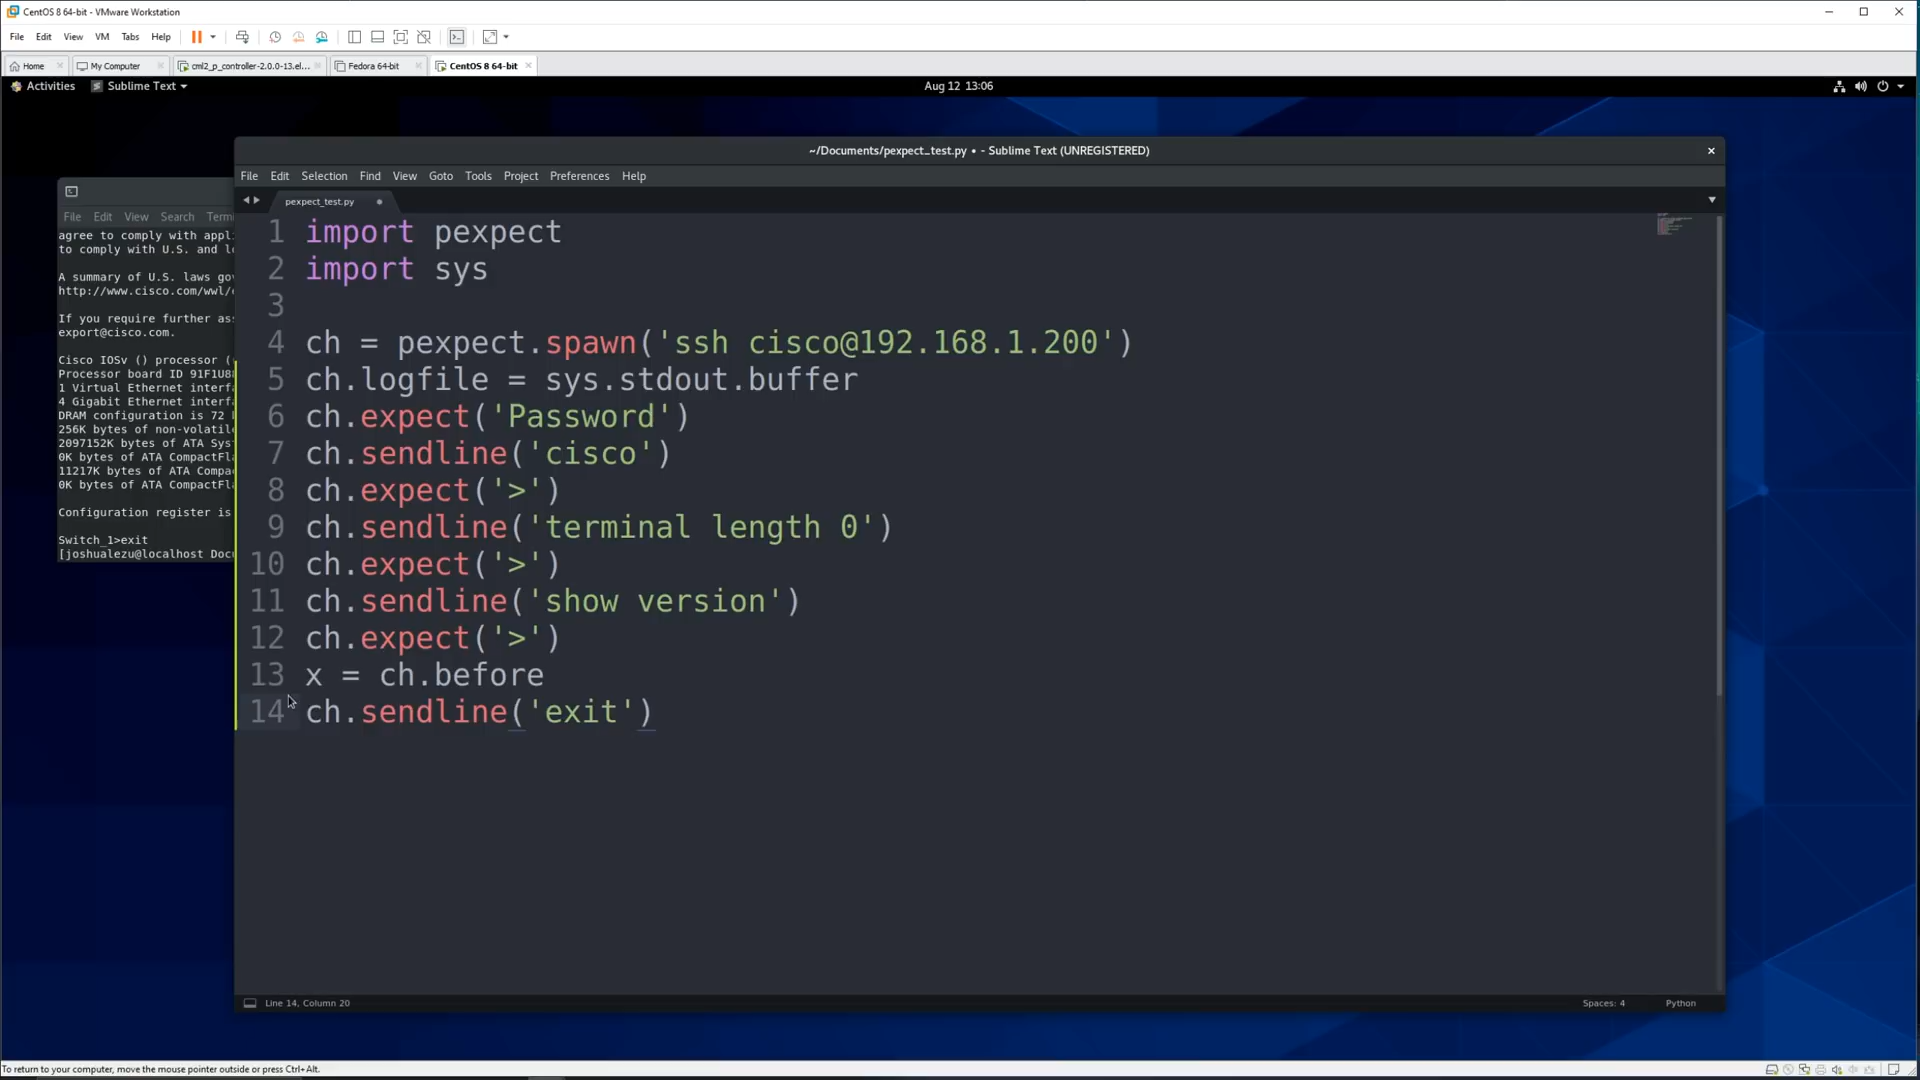 CentOS 8 64-bit - VMware Workstation
File Edit View VM Tabs Help
Home My Computer cml2_p_controller-2.0.0-13.el... Fedora 64-bit CentOS 8 64-bit
Activities Sublime Text Aug 12 13:06
~/Documents/pexpect_test.py • - Sublime Text (UNREGISTERED)
File Edit Selection Find View Goto Tools Project Preferences Help
pexpect_test.py
1 import pexpect
2 import sys
3
4 ch = pexpect.spawn('ssh cisco@192.168.1.200')
5 ch.logfile = sys.stdout.buffer
6 ch.expect('Password')
7 ch.sendline('cisco')
8 ch.expect('>')
9 ch.sendline('terminal length 0')
10 ch.expect('>')
11 ch.sendline('show version')
12 ch.expect('>')
13 x = ch.before
14 ch.sendline('exit')
Line 14, Column 20 Spaces: 4 Python
File Edit View Search Term
agree to comply with appl
to comply with U.S. and l
A summary of U.S. laws gov
http://www.cisco.com/wwl/
If you require further ass
export@cisco.com.
Cisco IOSv () processor (
Processor board ID 91F1U8
1 Virtual Ethernet interf
4 Gigabit Ethernet interf
DRAM configuration is 72
256K bytes of non-volatil
2097152K bytes of ATA Sys
0K bytes of ATA CompactFl
11217K bytes of ATA Compa
0K bytes of ATA CompactFl
Configuration register is
Switch_1>exit
[joshualezu@localhost Docu
To return to your computer, move the mouse pointer outside or press Ctrl+Alt.